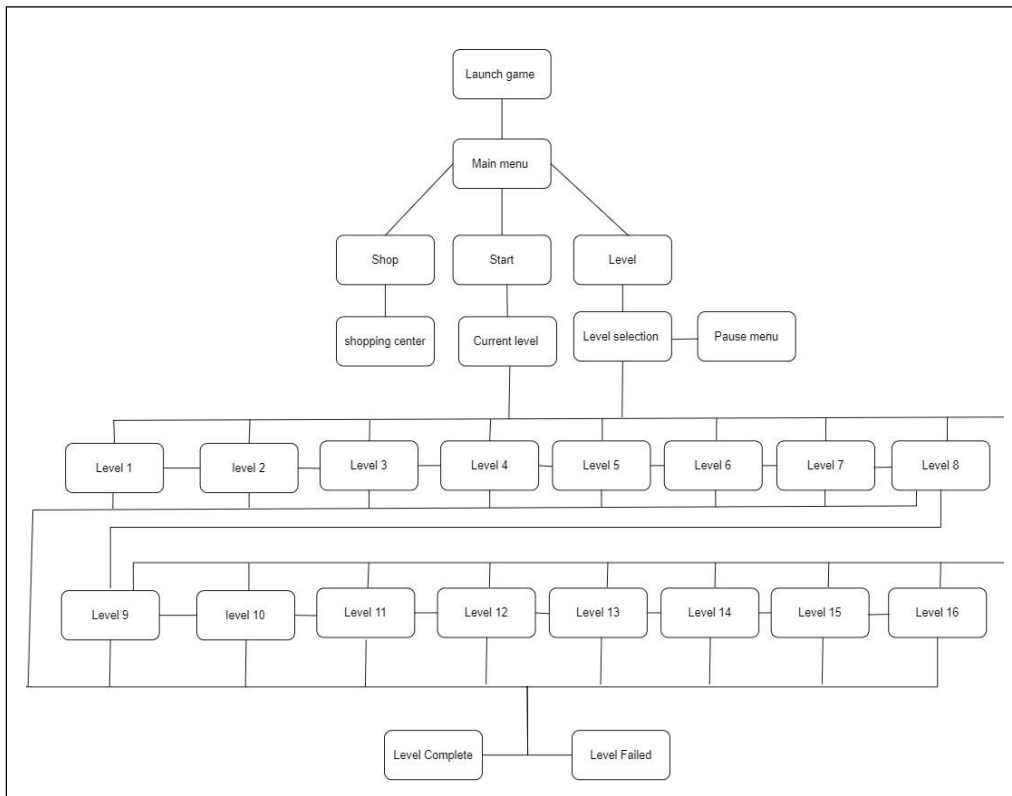 Launch game
Main menu
Shop
Start
Level
shopping center
Current level
Level selection
Pause menu
Level 1
level 2
Level 3
Level 4
Level 5
Level 6
Level 7
Level 8
Level 9
level 10
Level 11
Level 12
Level 13
Level 14
Level 15
Level 16
Level Complete
Level Failed